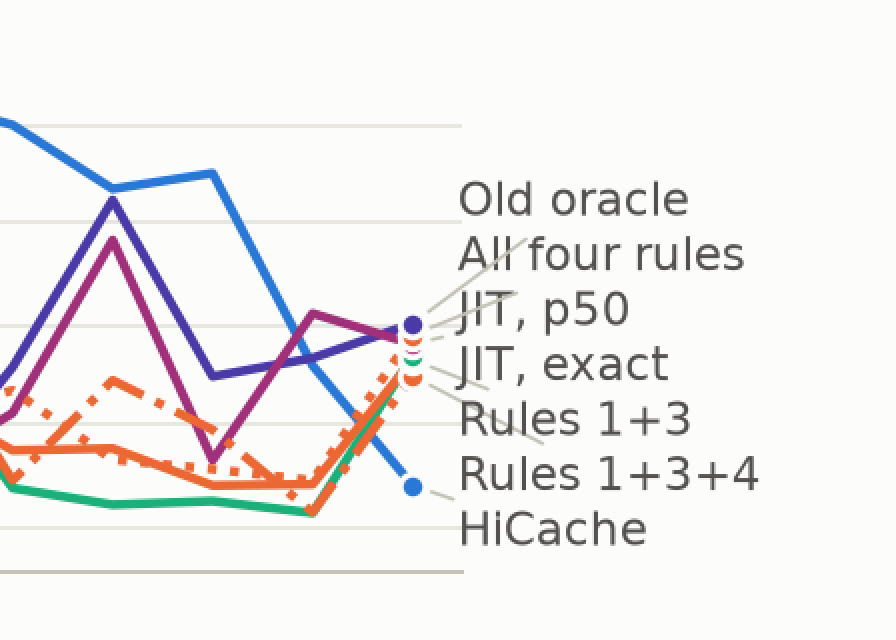 Old oracle
All four rules
JIT, p50
JIT, exact
Rules 1+3
Rules 1+3+4
HiCache